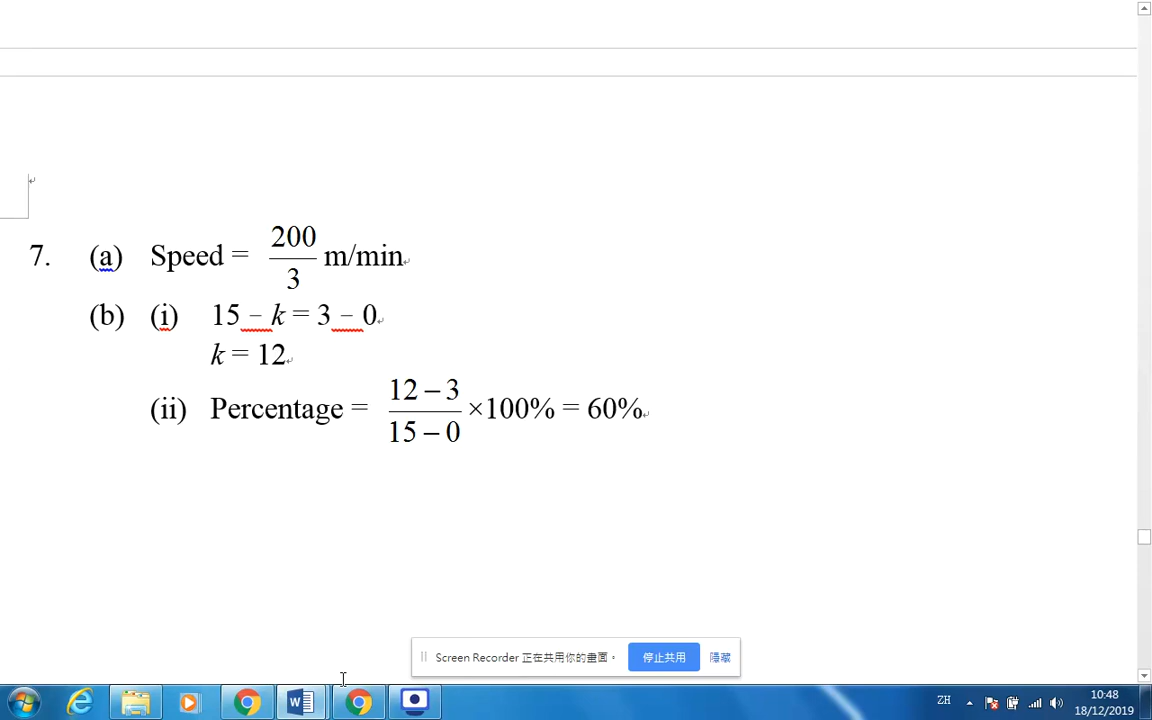 7. (a) Speed = 200/3 m/min
(b) (i) 15 − k = 3 − 0
k = 12
(ii) Percentage = (12 − 3)/(15 − 0) ×100% = 60%
Screen Recorder 正在共用你的畫面。 停止共用 隱藏
ZH 10:48
18/12/2019